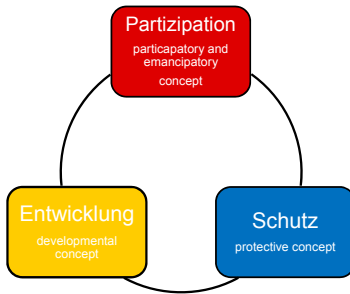 Partizipation
particapatory and
emancipatory
concept
Entwicklung
developmental
concept
Schutz
protective concept